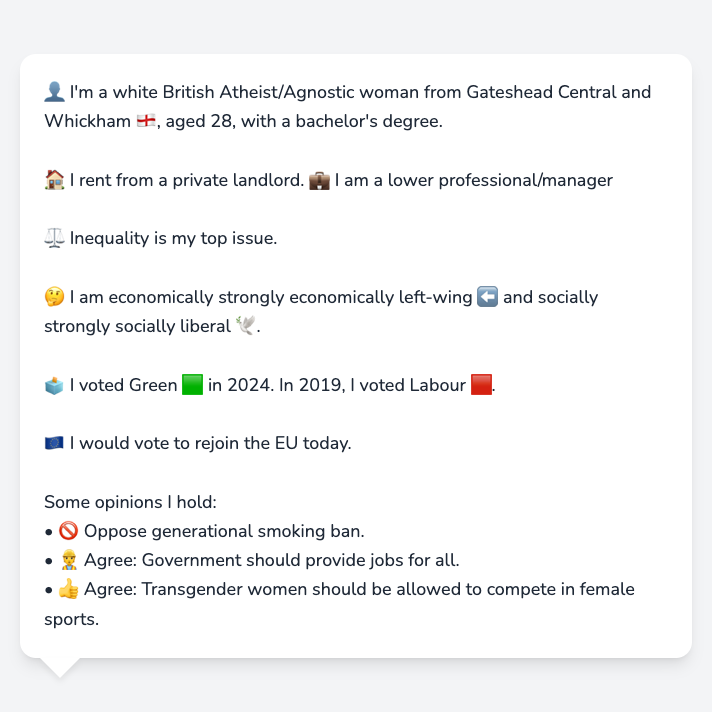 👤 I'm a white British Atheist/Agnostic woman from Gateshead Central and
Whickham 🏴󠁧󠁢󠁥󠁮󠁧󠁿, aged 28, with a bachelor's degree.
🏠 I rent from a private landlord. 💼 I am a lower professional/manager
⚖️ Inequality is my top issue.
🤔 I am economically strongly economically left-wing ⬅️ and socially
strongly socially liberal 🕊️.
🗳️ I voted Green 🟩 in 2024. In 2019, I voted Labour 🟥.
🇪🇺 I would vote to rejoin the EU today.
Some opinions I hold:
• 🚫 Oppose generational smoking ban.
• 👷 Agree: Government should provide jobs for all.
• 👍 Agree: Transgender women should be allowed to compete in female
sports.